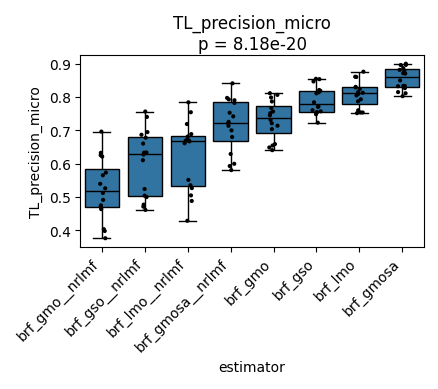 TL_precision_micro
p = 8.18e-20
TL_precision_micro
0.9
0.8
0.7
0.6
0.5
0.4
brf_gmo__nrlmf
brf_gso__nrlmf
brf_lmo__nrlmf
brf_gmosa__nrlmf
brf_gmo
brf_gso
brf_lmo
brf_gmosa
estimator